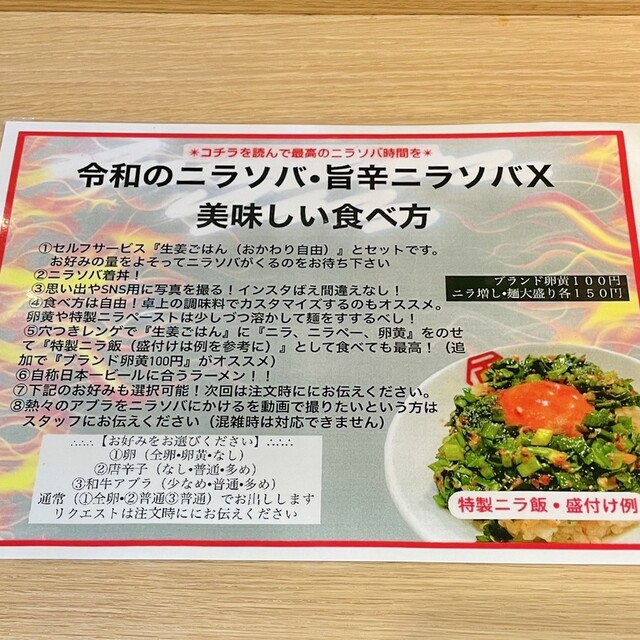 ✴コチラを読んで最高のニラソバ時間を✴
令和のニラソバ・旨辛ニラソバX
美味しい食べ方
①セルフサービス『生姜ごはん（おかわり自由）』とセットです。
お好みの量をよそってニラソバがくるのをお待ち下さい
②ニラソバ着丼！
③思い出やSNS用に写真を撮る！インスタばえ間違えなし！
④食べ方は自由！卓上の調味料でカスタマイズするのもオススメ。
卵黄や特製ニラペーストは少しづつ溶かして麺をすするべし！
⑤穴つきレンゲで『生姜ごはん』に『ニラ、ニラペー、卵黄』をのせ
て『特製ニラ飯（盛付けは例を参考に）』として食べても最高！（追
加で『ブランド卵黄100円』がオススメ）
⑥自称日本一ビールに合うラーメン！！
⑦下記のお好みも選択可能！次回は注文時ににお伝えください。
⑧熱々のアブラをニラソバにかけるを動画で撮りたいという方は
スタッフにお伝えください（混雑時は対応できません）
ブランド卵黄１００円
ニラ増し・麺大盛り各１５０円
∴∴【お好みをお選びください】∴∴
①卵（全卵・卵黄・なし）
②唐辛子（なし・普通・多め）
③和牛アブラ（少なめ・普通・多め）
通常（①全卵・②普通③普通）でお出しします
リクエストは注文時ににお伝えください
特製ニラ飯・盛付け例